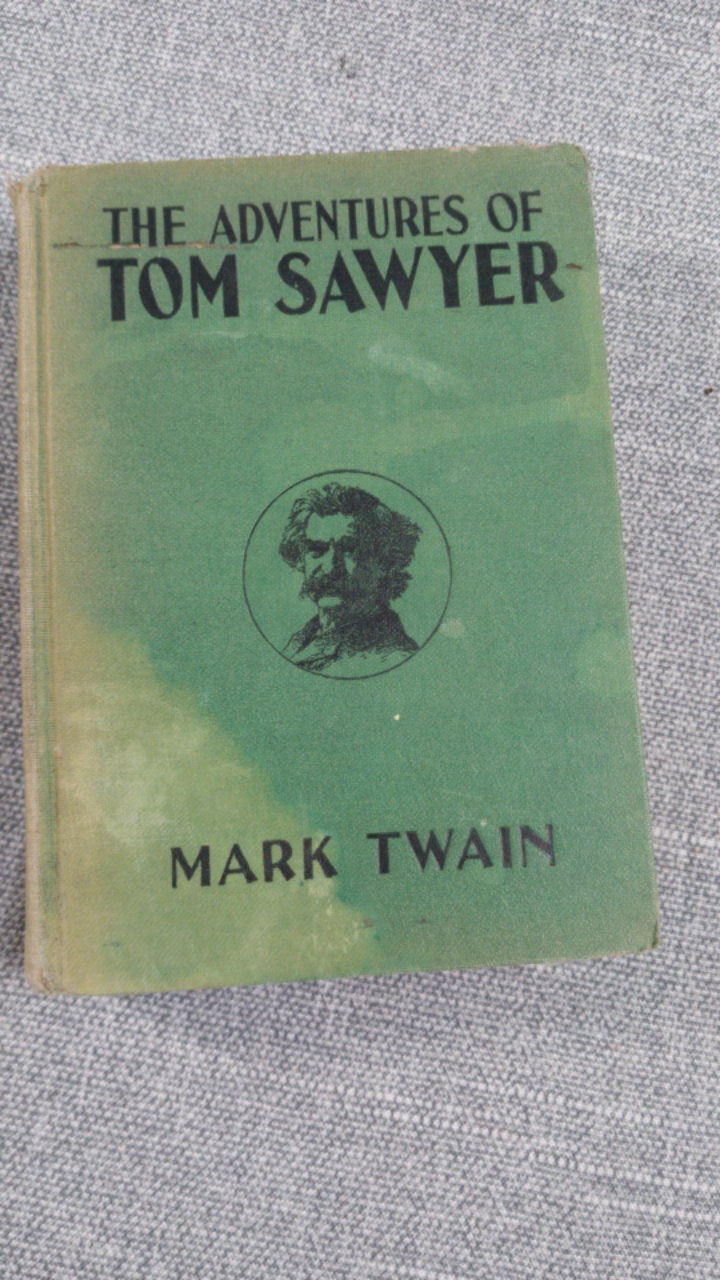 THE ADVENTURES OF
TOM SAWYER
MARK TWAIN